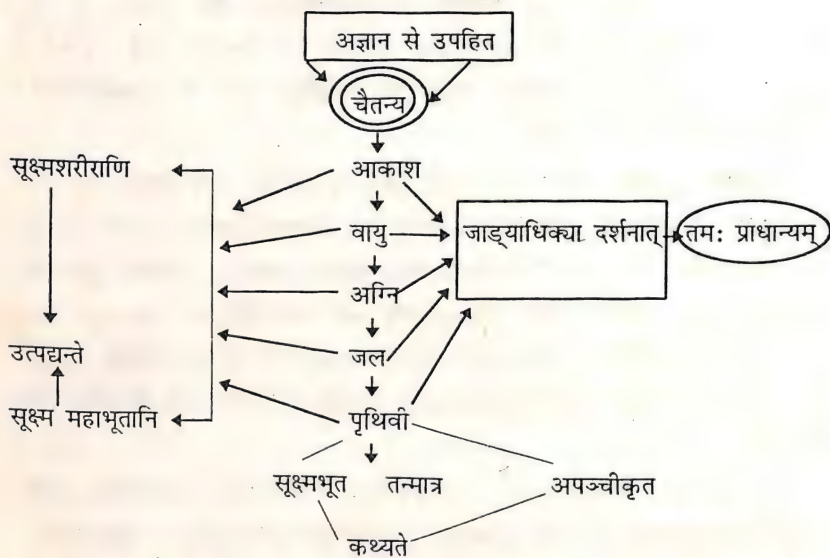 अज्ञान से उपहित
चैतन्य
सूक्ष्मशरीराणि
आकाश
वायु
जाड्याधिक्या दर्शनात्
तमः प्राधान्यम्
अग्नि
उत्पद्यन्ते
जल
सूक्ष्म महाभूतानि
पृथिवी
सूक्ष्मभूत तन्मात्र अपञ्चीकृत
कथ्यते